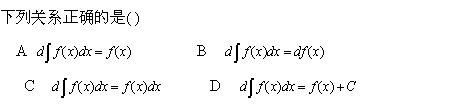 下列关系正确的是( )
A d∫f(x)dx = f(x) B d∫f(x)dx = df(x)
C d∫f(x)dx = f(x)dx D d∫f(x)dx = f(x)+C